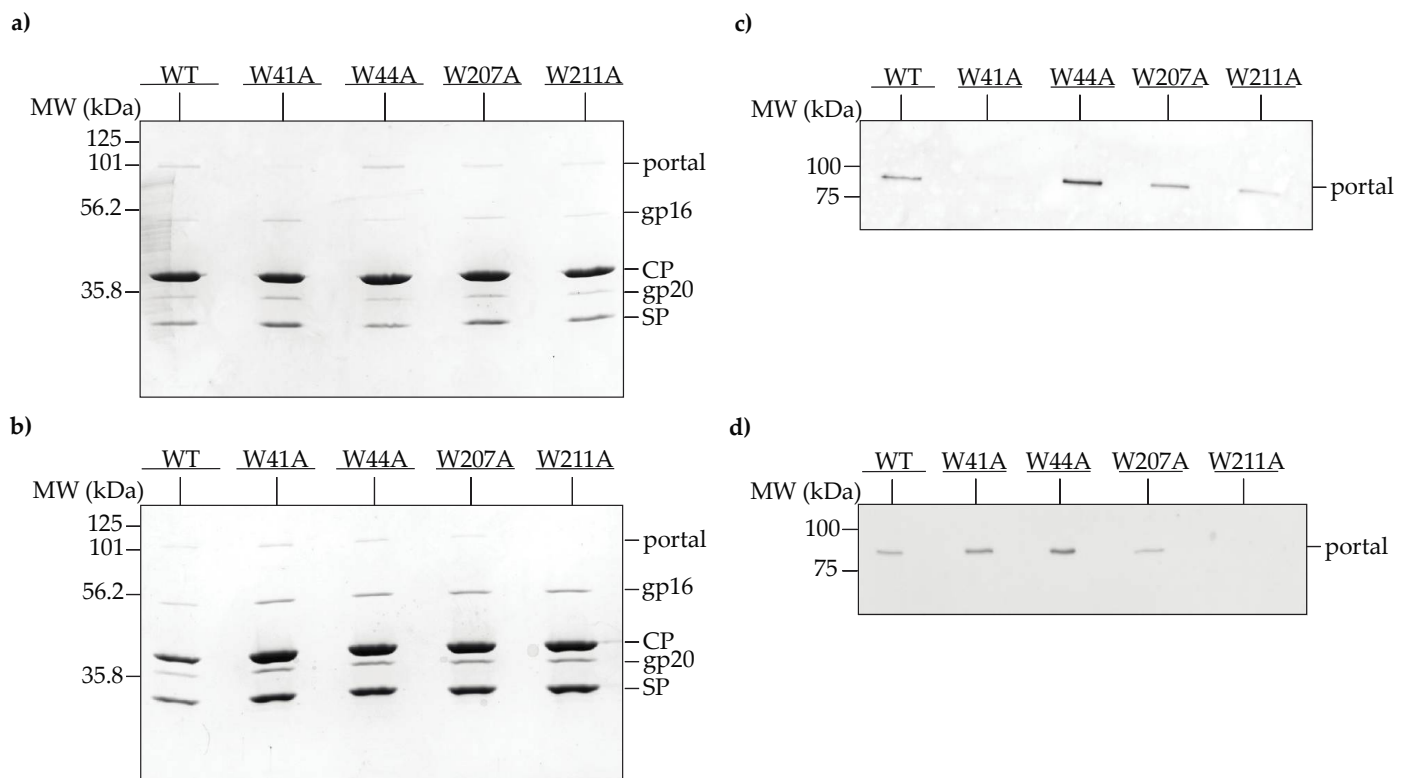 a)
WT W41A W44A W207A W211A
MW (kDa)
125
101
56.2
35.8
portal
gp16
CP
gp20
SP
b)
WT W41A W44A W207A W211A
MW (kDa)
125
101
56.2
35.8
portal
gp16
CP
gp20
SP
c)
WT W41A W44A W207A W211A
MW (kDa)
100
75
portal
d)
WT W41A W44A W207A W211A
MW (kDa)
100
75
portal